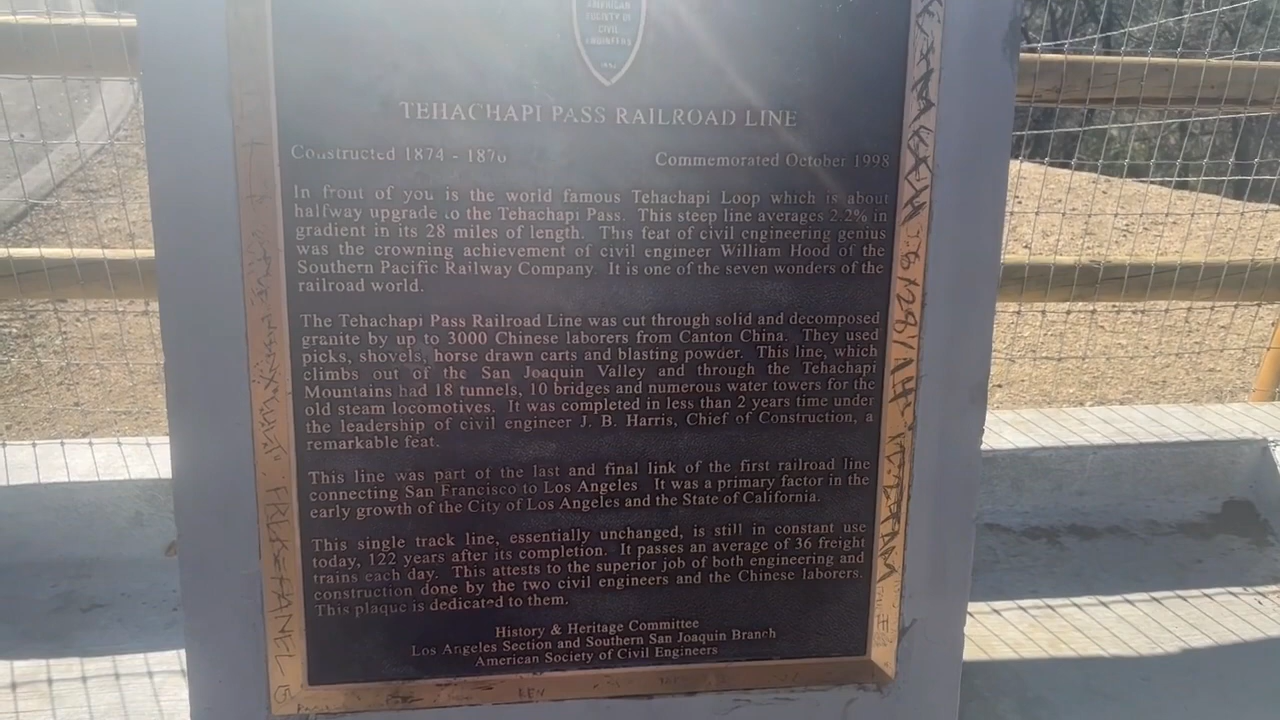 AMERICAN
SOCIETY OF
CIVIL
ENGINEERS
TEHACHAPI PASS RAILROAD LINE
Constructed 1874 - 1876
Commemorated October 1998
In front of you is the world famous Tehachapi Loop which is about
halfway upgrade to the Tehachapi Pass. This steep line averages 2.2% in
gradient in its 28 miles of length. This feat of civil engineering genius
was the crowning achievement of civil engineer William Hood of the
Southern Pacific Railway Company. It is one of the seven wonders of the
railroad world.
The Tehachapi Pass Railroad Line was cut through solid and decomposed
granite by up to 3000 Chinese laborers from Canton China. They used
picks, shovels, horse drawn carts and blasting powder. This line, which
climbs out of the San Joaquin Valley and through the Tehachapi
Mountains had 18 tunnels, 10 bridges and numerous water towers for the
old steam locomotives. It was completed in less than 2 years time under
the leadership of civil engineer J. B. Harris, Chief of Construction, a
remarkable feat.
This line was part of the last and final link of the first railroad line
connecting San Francisco to Los Angeles It was a primary factor in the
early growth of the City of Los Angeles and the State of California.
This single track line, essentially unchanged, is still in constant use
today, 122 years after its completion. It passes an average of 36 freight
trains each day. This attests to the superior job of both engineering and
construction done by the two civil engineers and the Chinese laborers.
This plaque is dedicated to them.
History & Heritage Committee
Los Angeles Section and Southern San Joaquin Branch
American Society of Civil Engineers
KEN